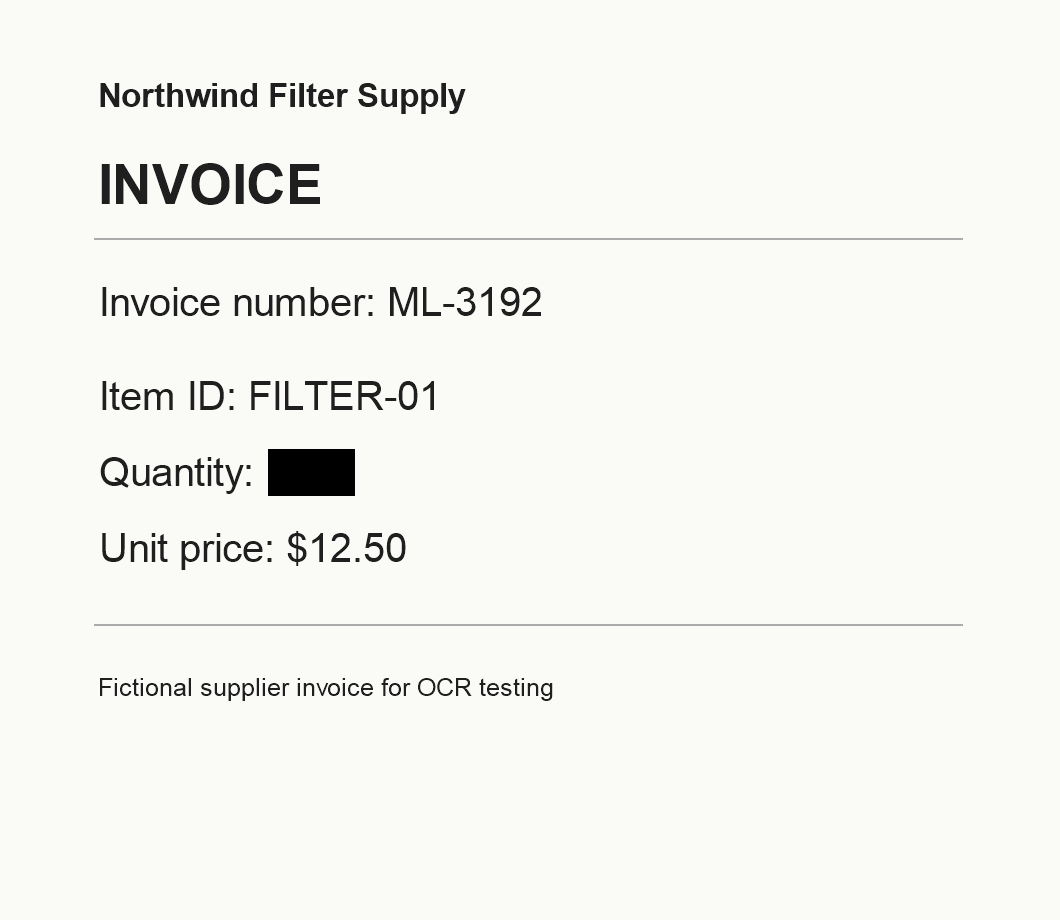 Northwind Filter Supply
INVOICE
Invoice number: ML-3192
Item ID: FILTER-01
Quantity:
Unit price: $12.50
Fictional supplier invoice for OCR testing